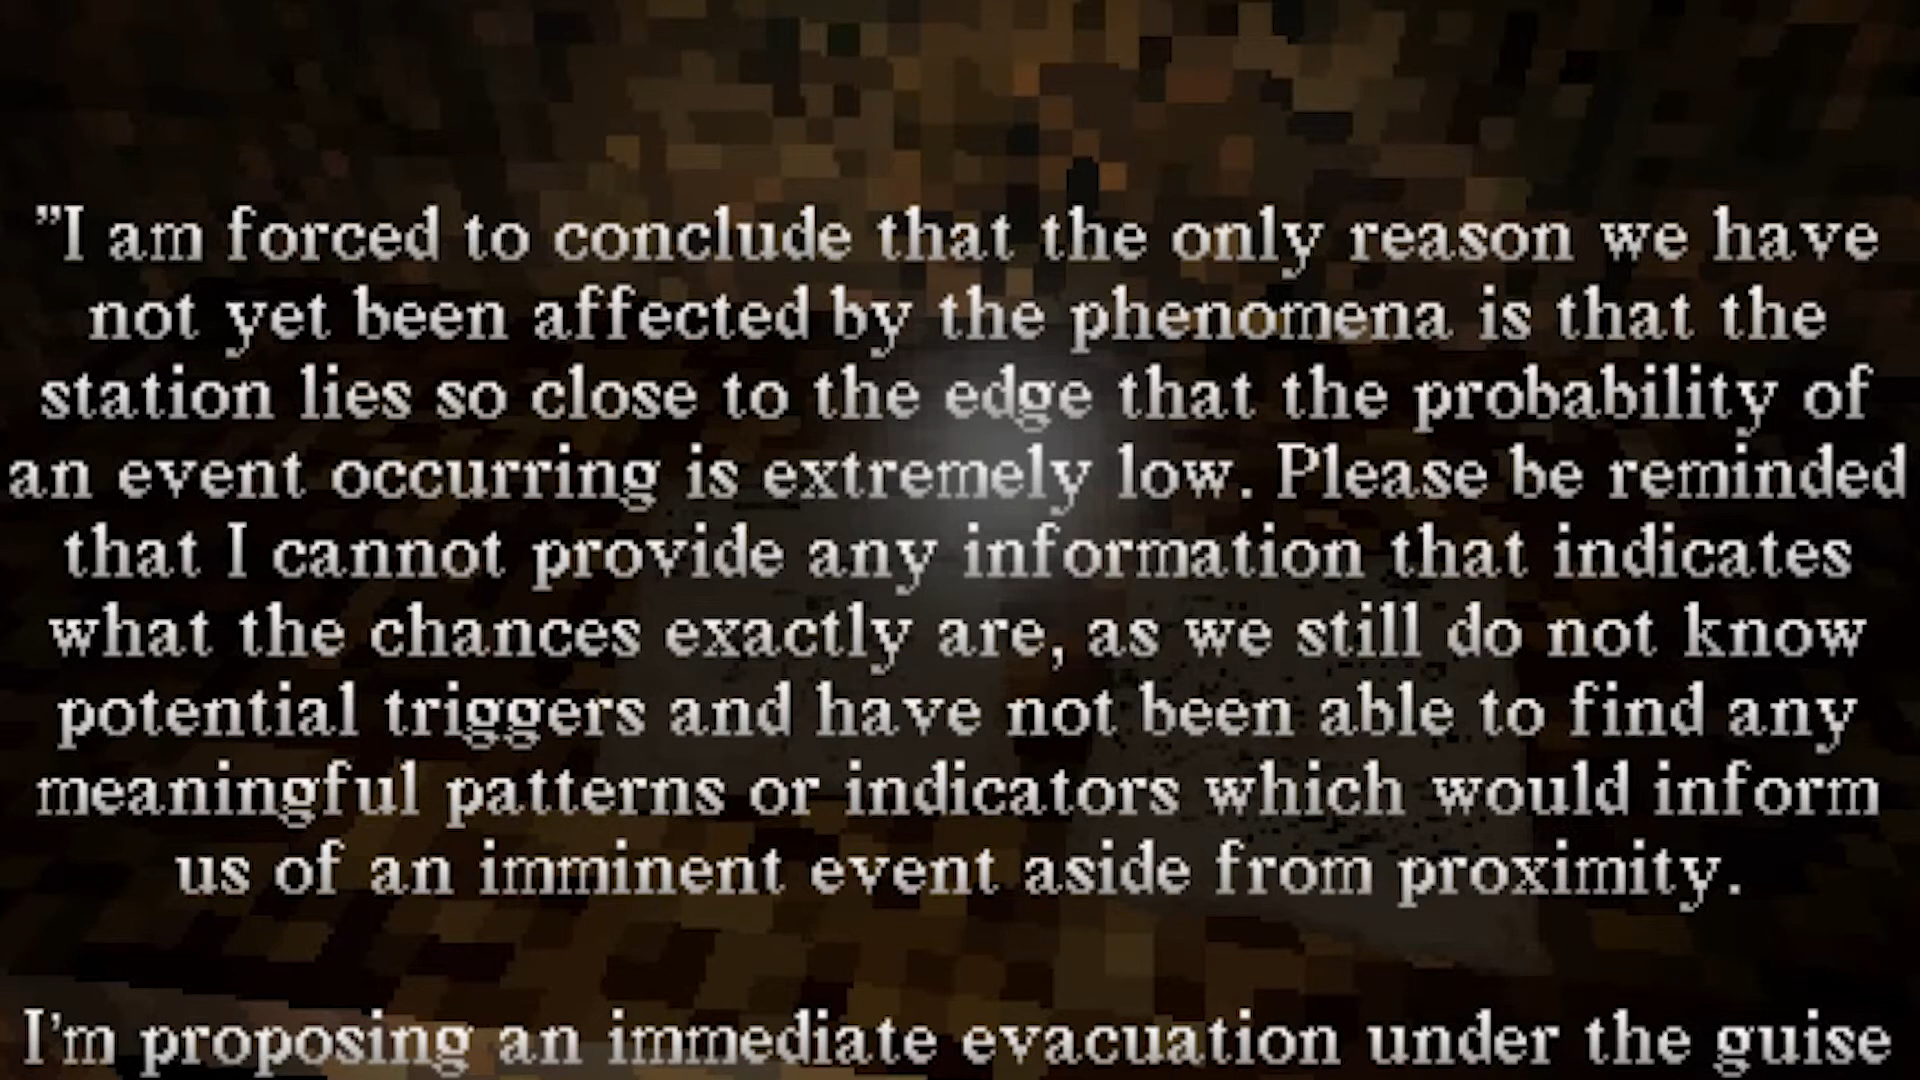 "I am forced to conclude that the only reason we have
not yet been affected by the phenomena is that the
station lies so close to the edge that the probability of
an event occurring is extremely low. Please be reminded
that I cannot provide any information that indicates
what the chances exactly are, as we still do not know
potential triggers and have not been able to find any
meaningful patterns or indicators which would inform
us of an imminent event aside from proximity.
I'm proposing an immediate evacuation under the guise